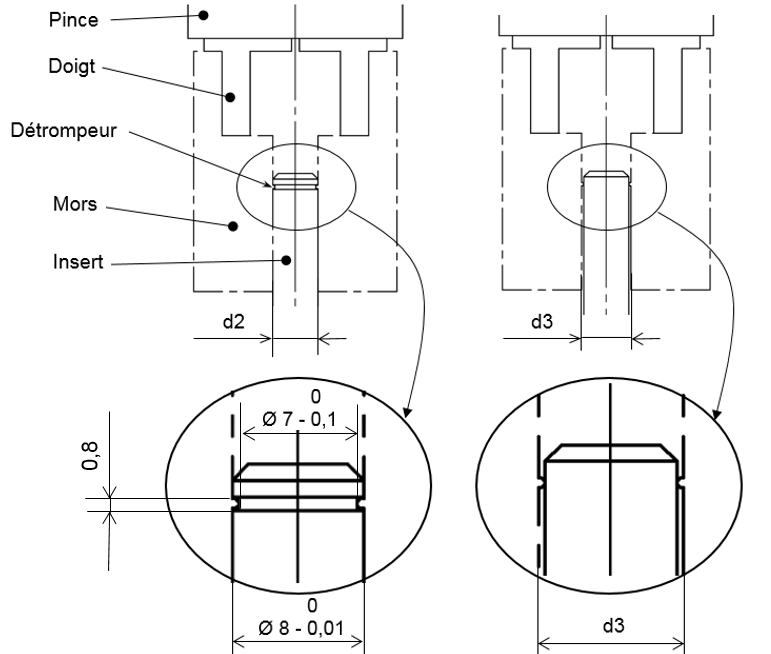 Pince
Doigt
Détrompeur
Mors
Insert
d2
d3
0
Ø 7 - 0,1
0,8
0
Ø 8 - 0,01
d3